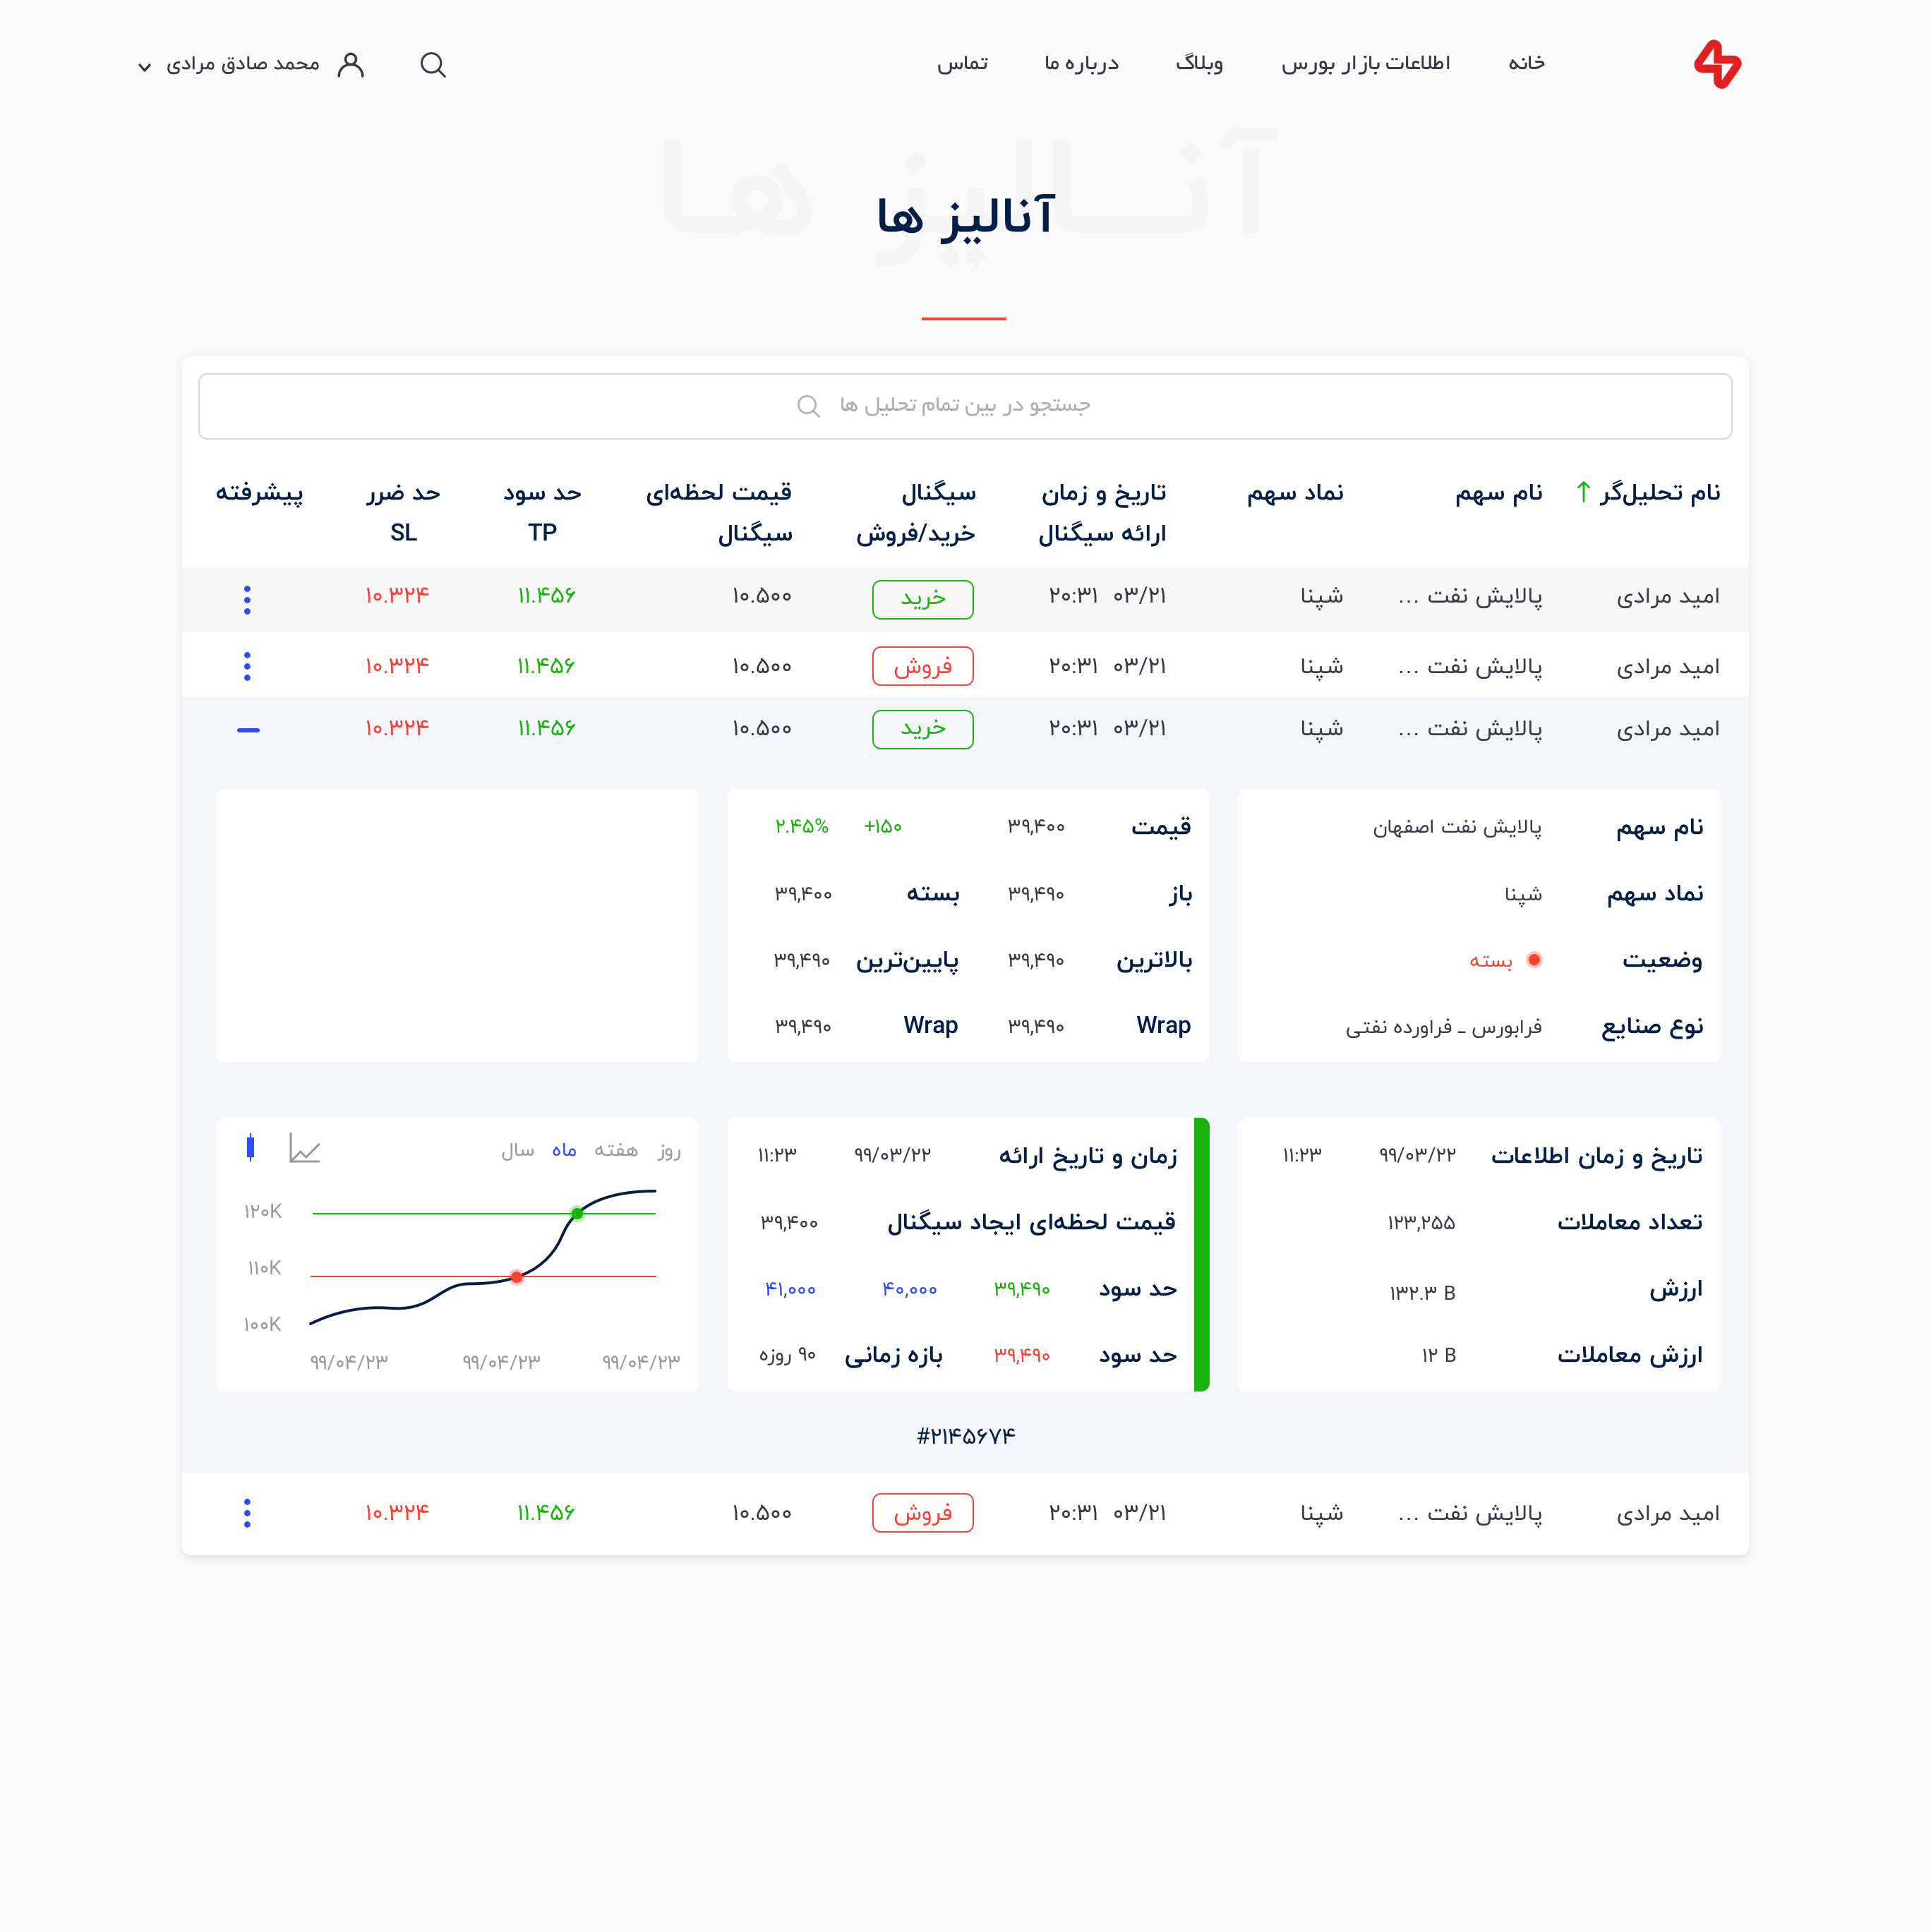 خانه
اطلاعات بازار بورس
وبلاگ
درباره ما
تماس
محمد صادق مرادی
آنالیز ها
آنالیز ها
جستجو در بین تمام تحلیل ها
نام تحلیل‌گر ↑
نام سهم
نماد سهم
تاریخ و زمان
ارائه سیگنال
سیگنال
خرید/فروش
قیمت لحظه‌ای
سیگنال
حد سود
TP
حد ضرر
SL
پیشرفته
امید مرادی پالایش نفت ... شپنا ۰۳/۲۱ ۲۰:۳۱ خرید ۱۰.۵۰۰ ۱۱.۴۵۶ ۱۰.۳۲۴
امید مرادی پالایش نفت ... شپنا ۰۳/۲۱ ۲۰:۳۱ فروش ۱۰.۵۰۰ ۱۱.۴۵۶ ۱۰.۳۲۴
امید مرادی پالایش نفت ... شپنا ۰۳/۲۱ ۲۰:۳۱ خرید ۱۰.۵۰۰ ۱۱.۴۵۶ ۱۰.۳۲۴
نام سهم پالایش نفت اصفهان
نماد سهم شپنا
وضعیت بسته
نوع صنایع فرابورس ـ فراورده نفتی
قیمت ۳۹,۴۰۰ +۱۵۰ ۲.۴۵%
باز ۳۹,۴۹۰ بسته ۳۹,۴۰۰
بالاترین ۳۹,۴۹۰ پایین‌ترین ۳۹,۴۹۰
Wrap ۳۹,۴۹۰ Wrap ۳۹,۴۹۰
تاریخ و زمان اطلاعات ۹۹/۰۳/۲۲ ۱۱:۲۳
تعداد معاملات ۱۲۳,۲۵۵
ارزش ۱۳۲.۳ B
ارزش معاملات ۱۲ B
زمان و تاریخ ارائه ۹۹/۰۳/۲۲ ۱۱:۲۳
قیمت لحظه‌ای ایجاد سیگنال ۳۹,۴۰۰
حد سود ۳۹,۴۹۰ ۴۰,۰۰۰ ۴۱,۰۰۰
حد سود ۳۹,۴۹۰ بازه زمانی ۹۰ روزه
روز هفته ماه سال
۱۲۰K
۱۱۰K
۱۰۰K
۹۹/۰۴/۲۳ ۹۹/۰۴/۲۳ ۹۹/۰۴/۲۳
#۲۱۴۵۶۷۴
امید مرادی پالایش نفت ... شپنا ۰۳/۲۱ ۲۰:۳۱ فروش ۱۰.۵۰۰ ۱۱.۴۵۶ ۱۰.۳۲۴